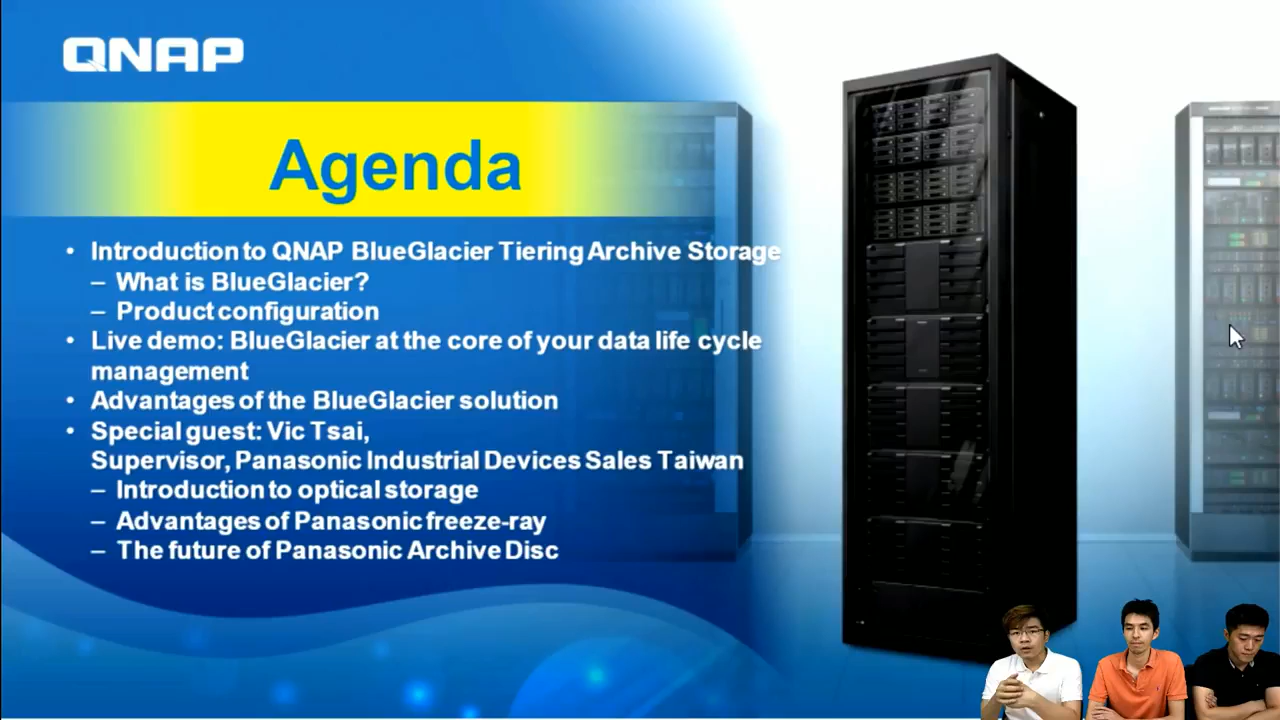 QNAP
Agenda
• Introduction to QNAP BlueGlacier Tiering Archive Storage
– What is BlueGlacier?
– Product configuration
• Live demo: BlueGlacier at the core of your data life cycle
management
• Advantages of the BlueGlacier solution
• Special guest: Vic Tsai,
Supervisor, Panasonic Industrial Devices Sales Taiwan
– Introduction to optical storage
– Advantages of Panasonic freeze-ray
– The future of Panasonic Archive Disc